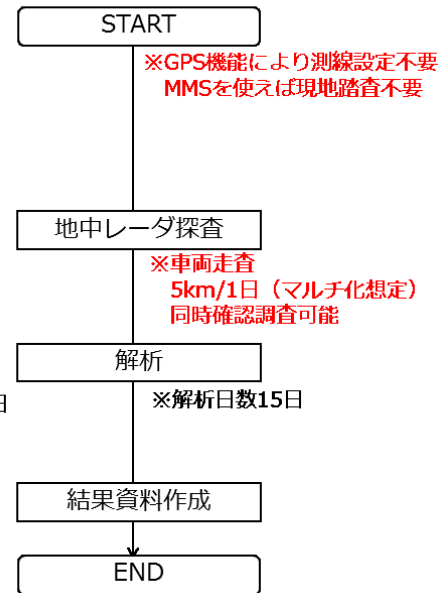 START
※GPS機能により測線設定不要
MMSを使えば現地踏査不要
地中レーダ探査
※車両走査
5km/1日（マルチ化想定）
同時確認調査可能
解析
日
※解析日数15日
結果資料作成
END